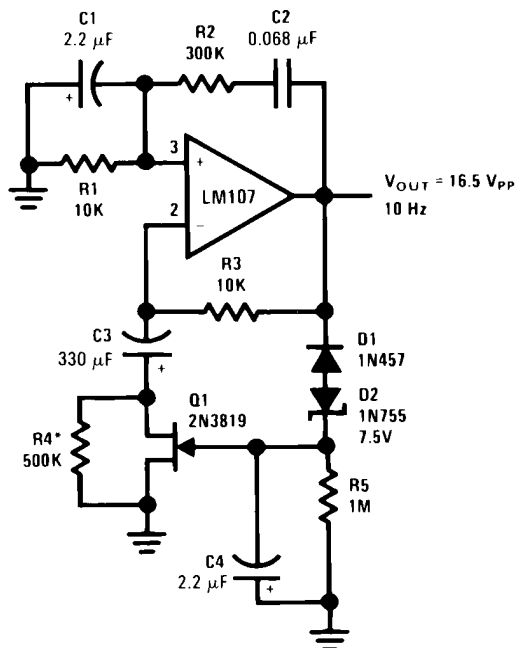 C1
2.2 μF
+
R2
300K
C2
0.068 μF
R1
10K
3
+
LM107
2
−
VOUT = 16.5 VPP
10 Hz
R3
10K
C3
330 μF
+
D1
1N457
D2
1N755
7.5V
Q1
2N3819
R4*
500K
R5
1M
C4
2.2 μF
+